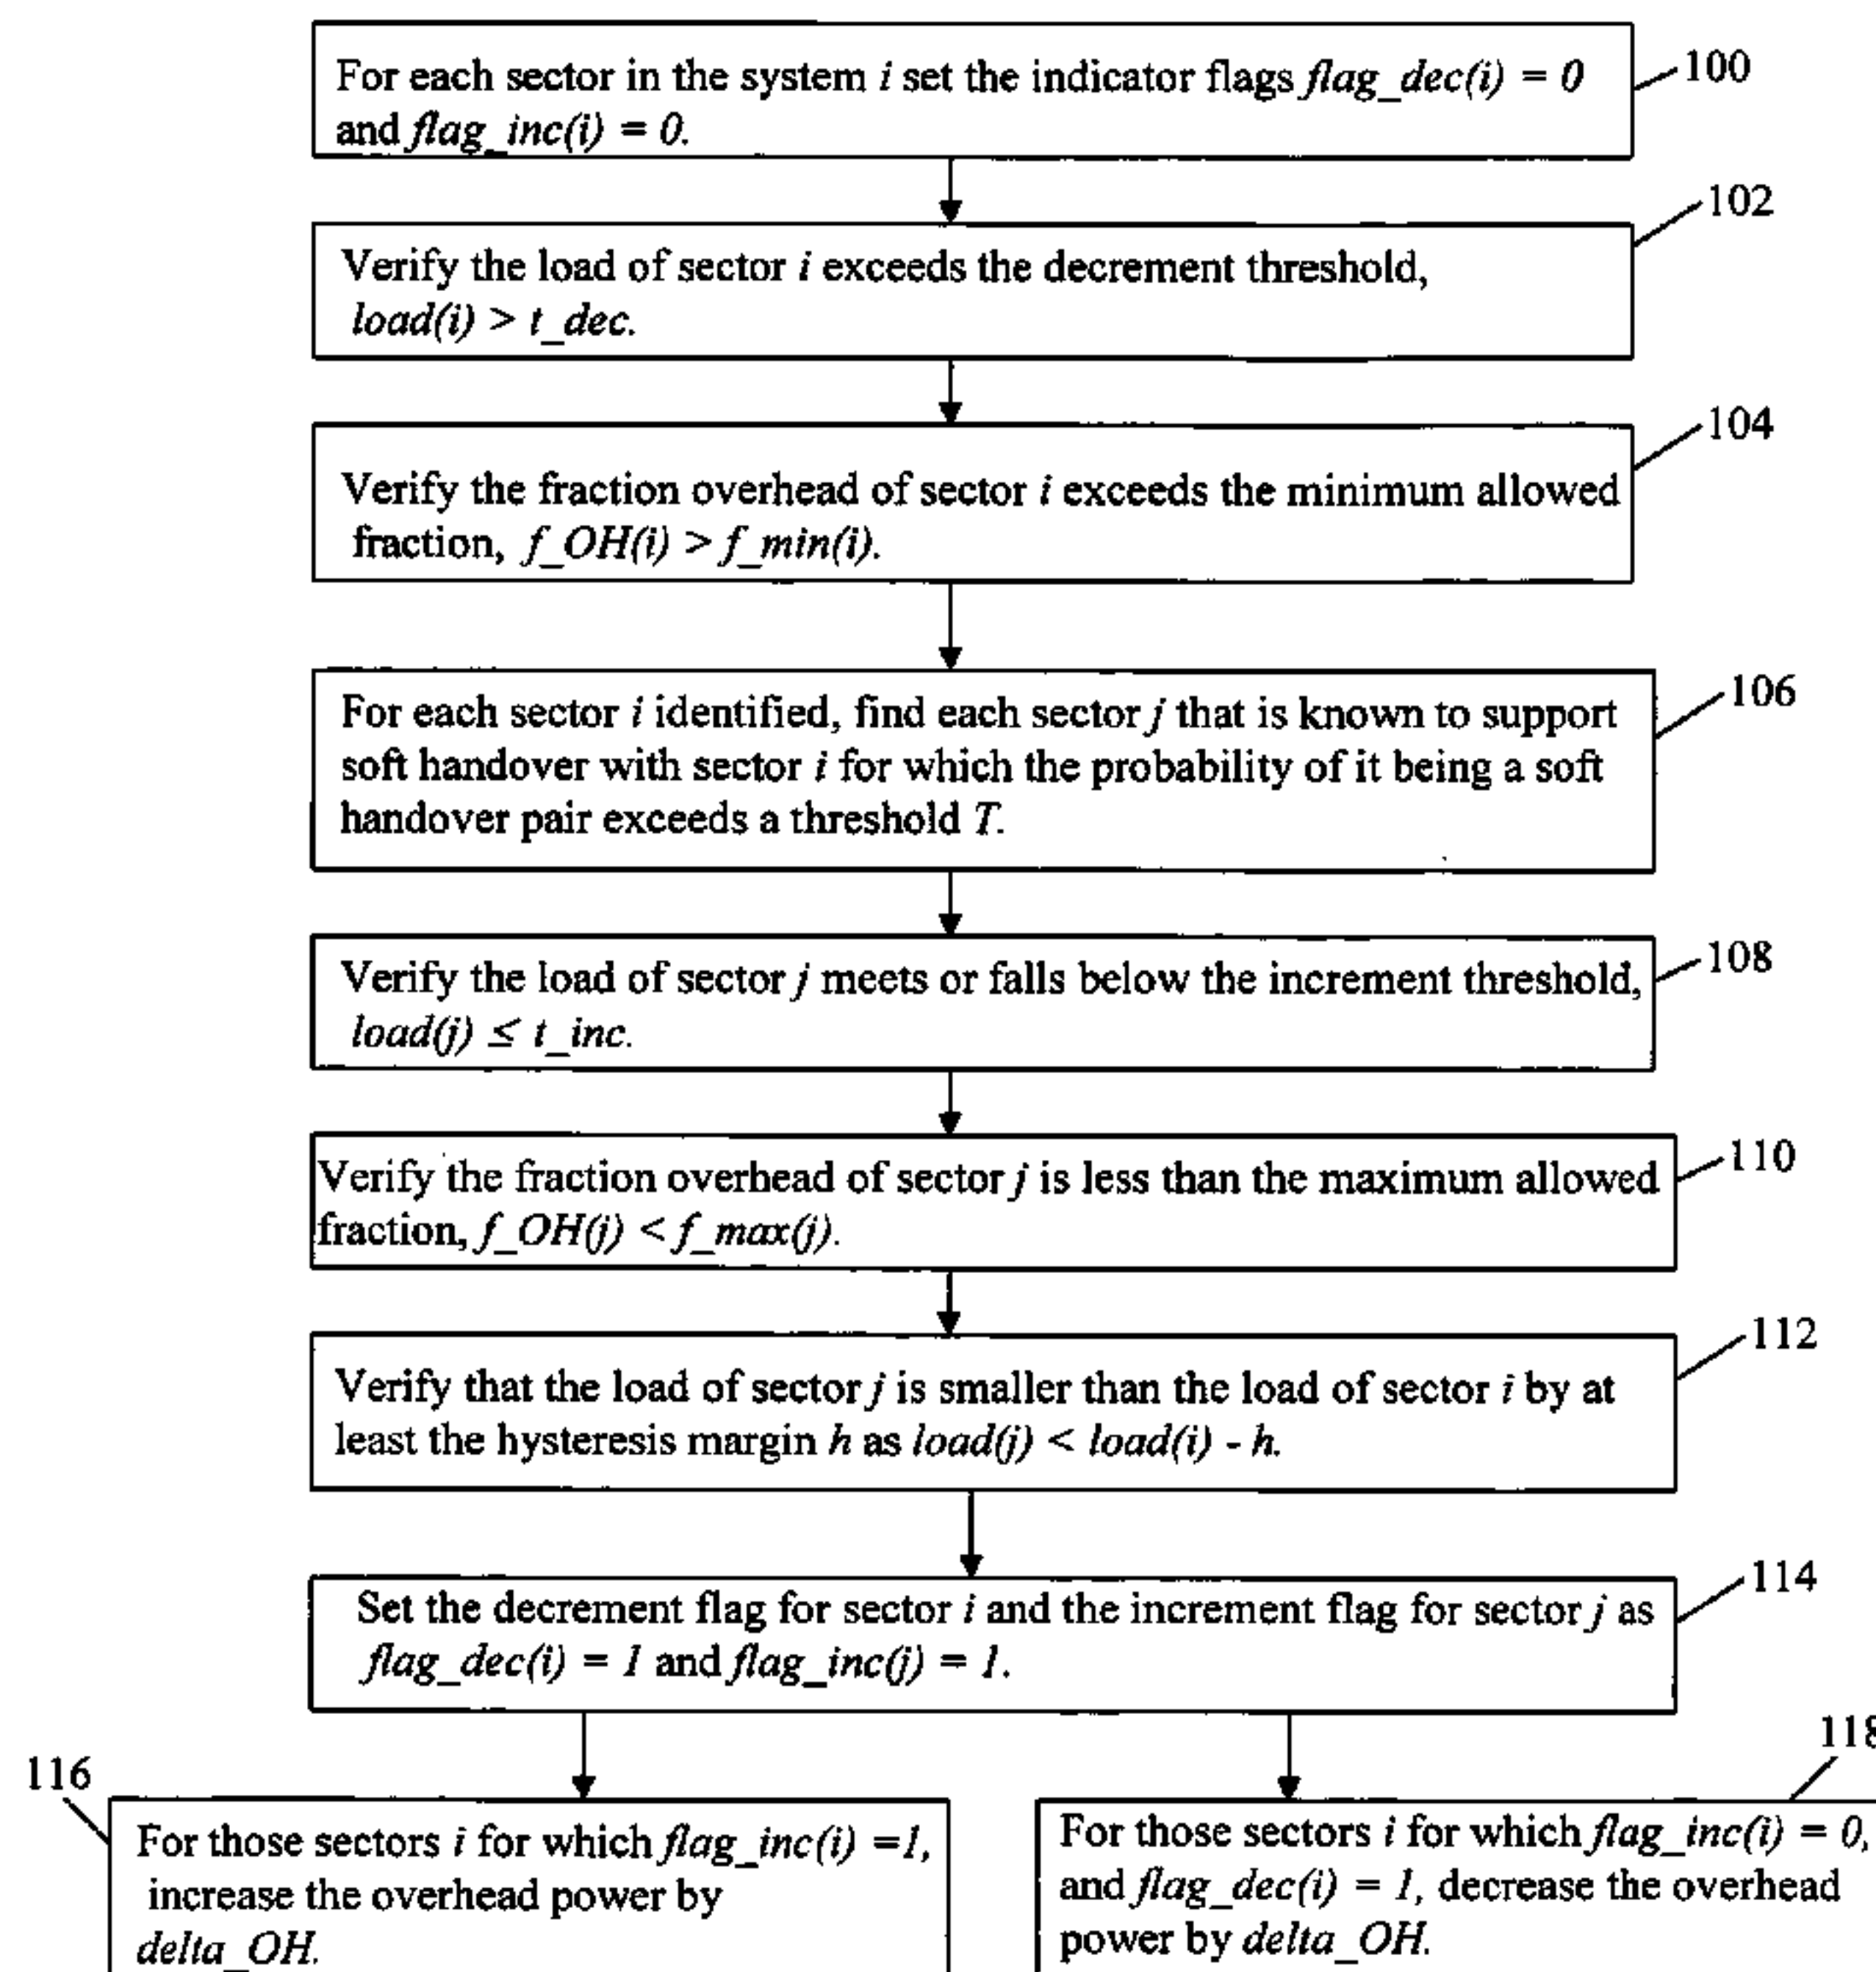 For each sector in the system i set the indicator flags flag_dec(i) = 0
and flag_inc(i) = 0.
100
Verify the load of sector i exceeds the decrement threshold,
load(i) > t_dec.
102
Verify the fraction overhead of sector i exceeds the minimum allowed
fraction, f_OH(i) > f_min(i).
104
For each sector i identified, find each sector j that is known to support
soft handover with sector i for which the probability of it being a soft
handover pair exceeds a threshold T.
106
Verify the load of sector j meets or falls below the increment threshold,
load(j) ≤ t_inc.
108
Verify the fraction overhead of sector j is less than the maximum allowed
fraction, f_OH(j) < f_max(j).
110
Verify that the load of sector j is smaller than the load of sector i by at
least the hysteresis margin h as load(j) < load(i) - h.
112
Set the decrement flag for sector i and the increment flag for sector j as
flag_dec(i) = 1 and flag_inc(j) = 1.
114
116
For those sectors i for which flag_inc(i) =1,
increase the overhead power by
delta_OH.
118
For those sectors i for which flag_inc(i) = 0,
and flag_dec(i) = 1, decrease the overhead
power by delta_OH.